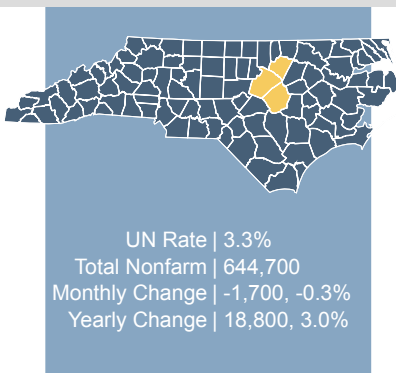 UN Rate | 3.3%
Total Nonfarm | 644,700
Monthly Change | -1,700, -0.3%
Yearly Change | 18,800, 3.0%